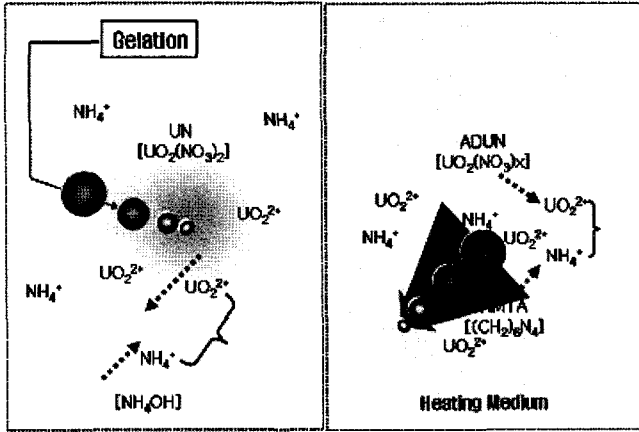 Gelation
NH₄⁺
NH₄⁺
UN
[UO₂(NO₃)₂]
UO₂²⁺
UO₂²⁺
UO₂²⁺
NH₄⁺
NH₄⁺
[NH₄OH]
ADUN
[UO₂(NO₃)x]
UO₂²⁺
UO₂²⁺
NH₄⁺
NH₄⁺
UO₂²⁺
NH₄⁺
[(CH₂)₆N₄]
UO₂²⁺
Heating Medium